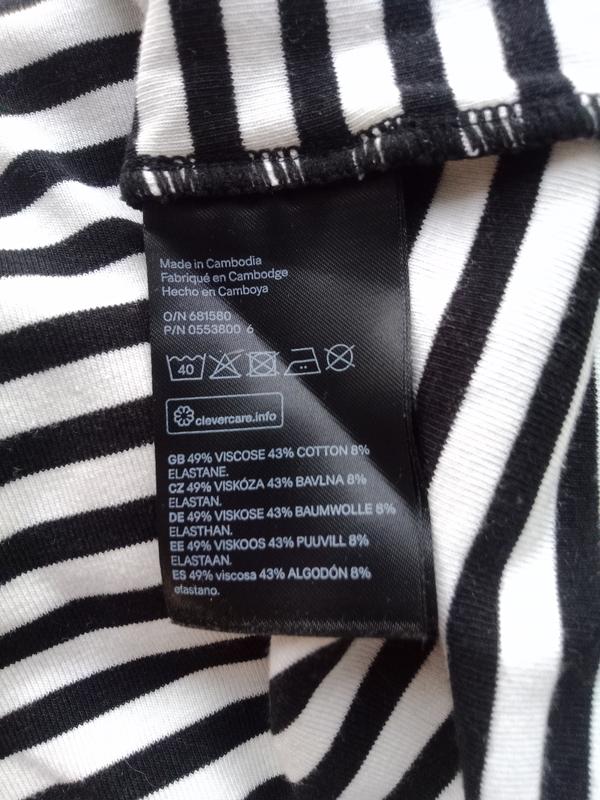 Made in Cambodia
Fabriqué en Cambodge
Hecho en Camboya
O/N 681580
P/N 0553800 6
40
clevercare.info
GB 49% VISCOSE 43% COTTON 8%
ELASTANE.
CZ 49% VISKÓZA 43% BAVLNA 8%
ELASTAN.
DE 49% VISKOSE 43% BAUMWOLLE 8%
ELASTHAN.
EE 49% VISKOOS 43% PUUVILL 8%
ELASTAAN.
ES 49% viscosa 43% ALGODÓN 8%
elastano.